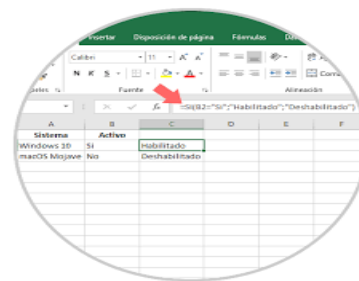 Insertar Disposición de página Fórmulas
Calibri 11 A A
N K S A
Fuente Alineación
fx =SI(B2="Si";"Habilitado";"Deshabilitado")
A B C D E F
Sistema Activo
Windows 10 Si Habilitado
macOS Mojave No Deshabilitado